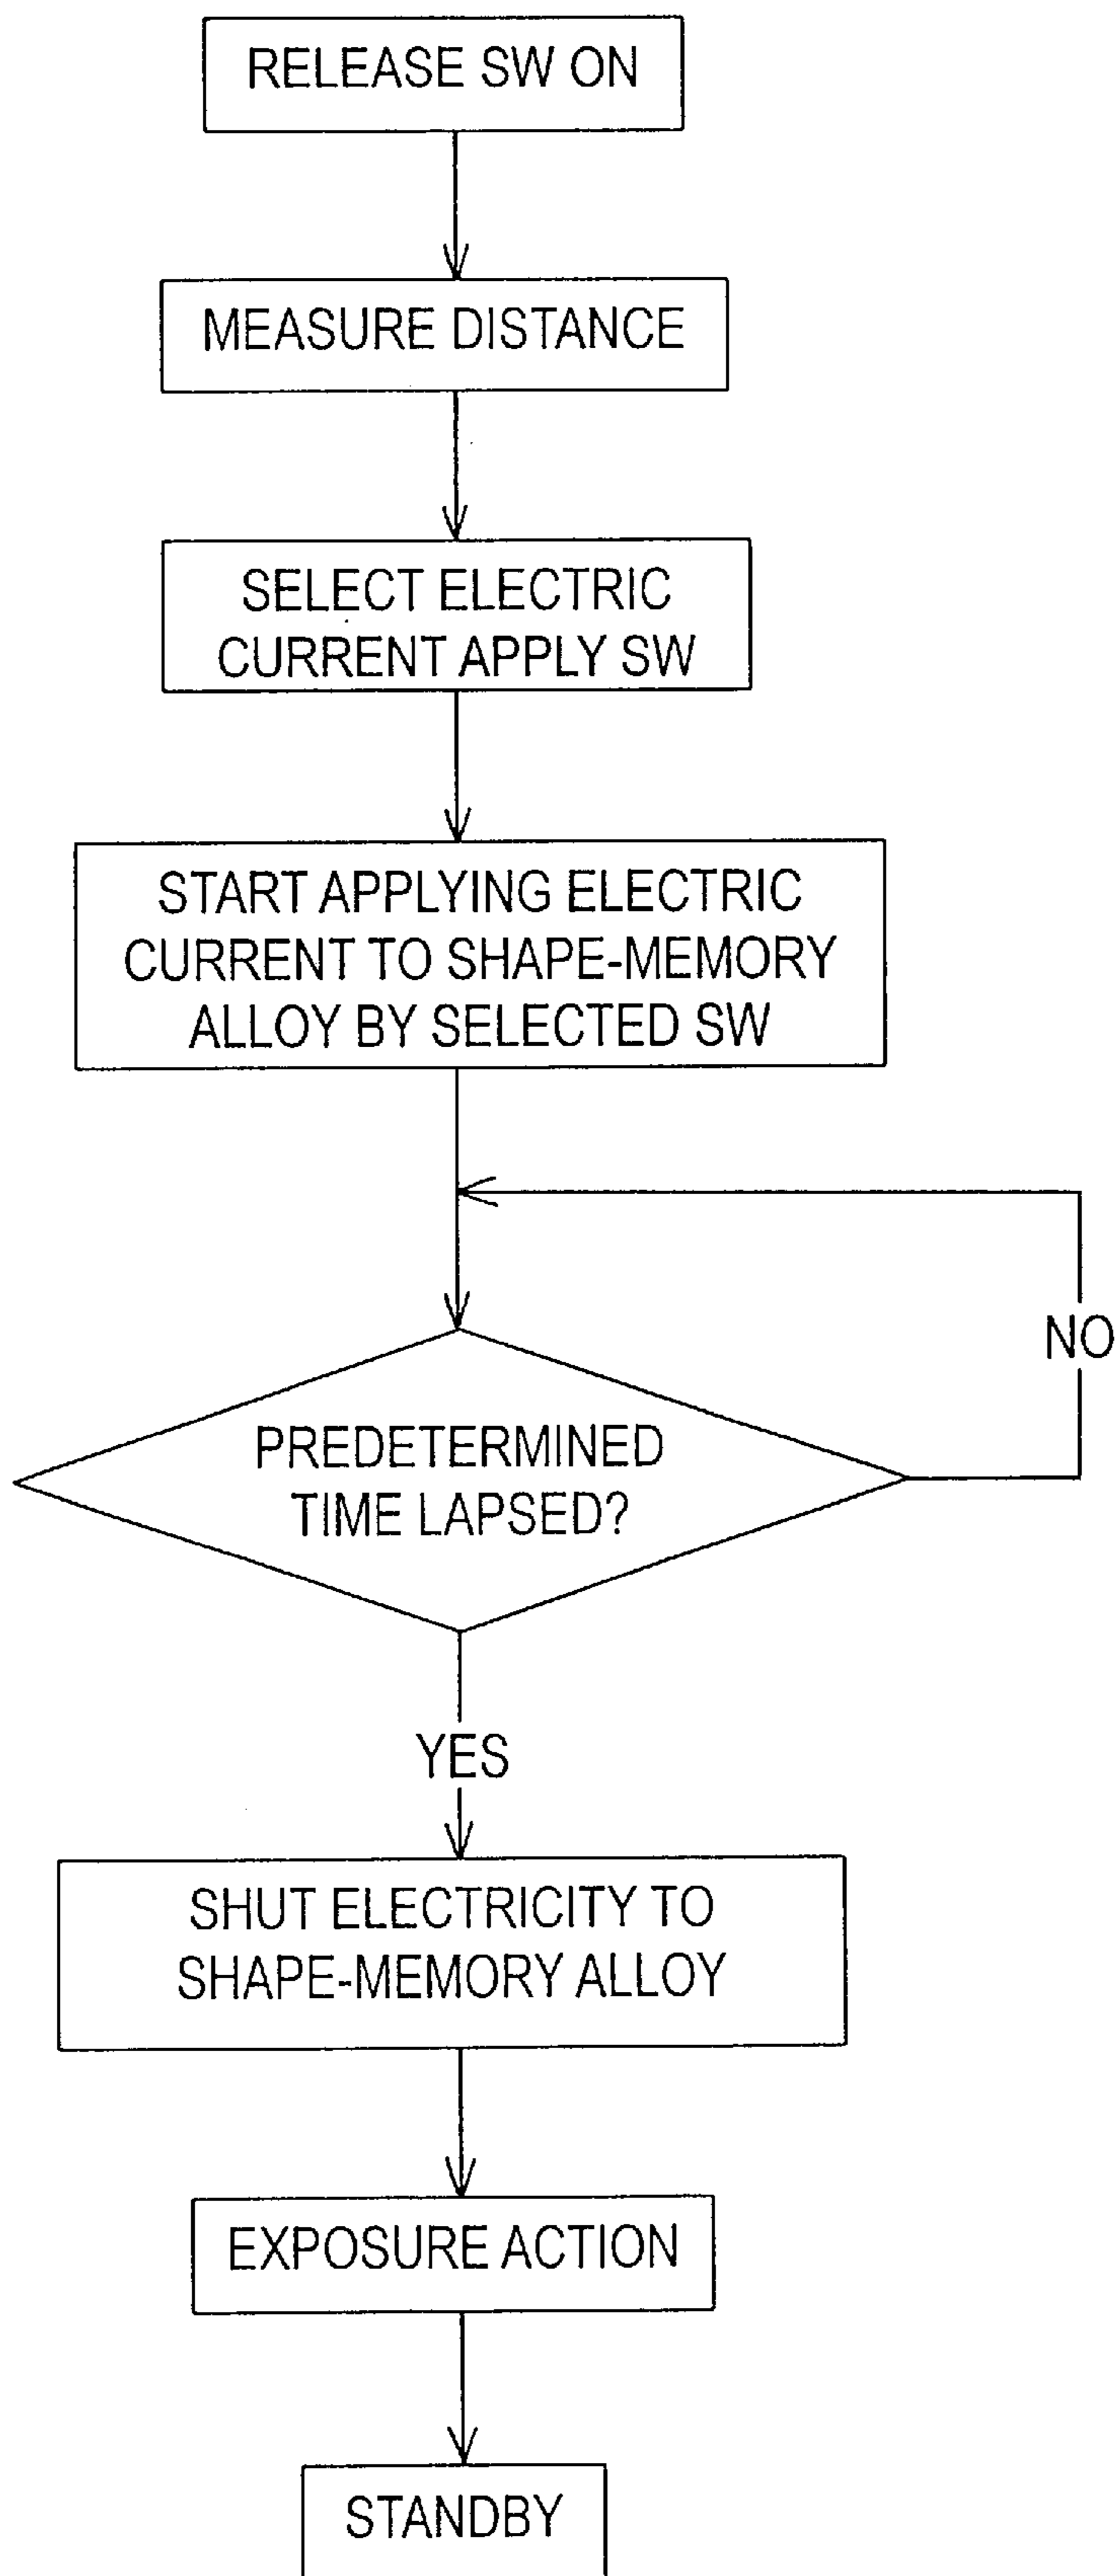 RELEASE SW ON
MEASURE DISTANCE
SELECT ELECTRIC
CURRENT APPLY SW
START APPLYING ELECTRIC
CURRENT TO SHAPE-MEMORY
ALLOY BY SELECTED SW
NO
PREDETERMINED
TIME LAPSED?
YES
SHUT ELECTRICITY TO
SHAPE-MEMORY ALLOY
EXPOSURE ACTION
STANDBY